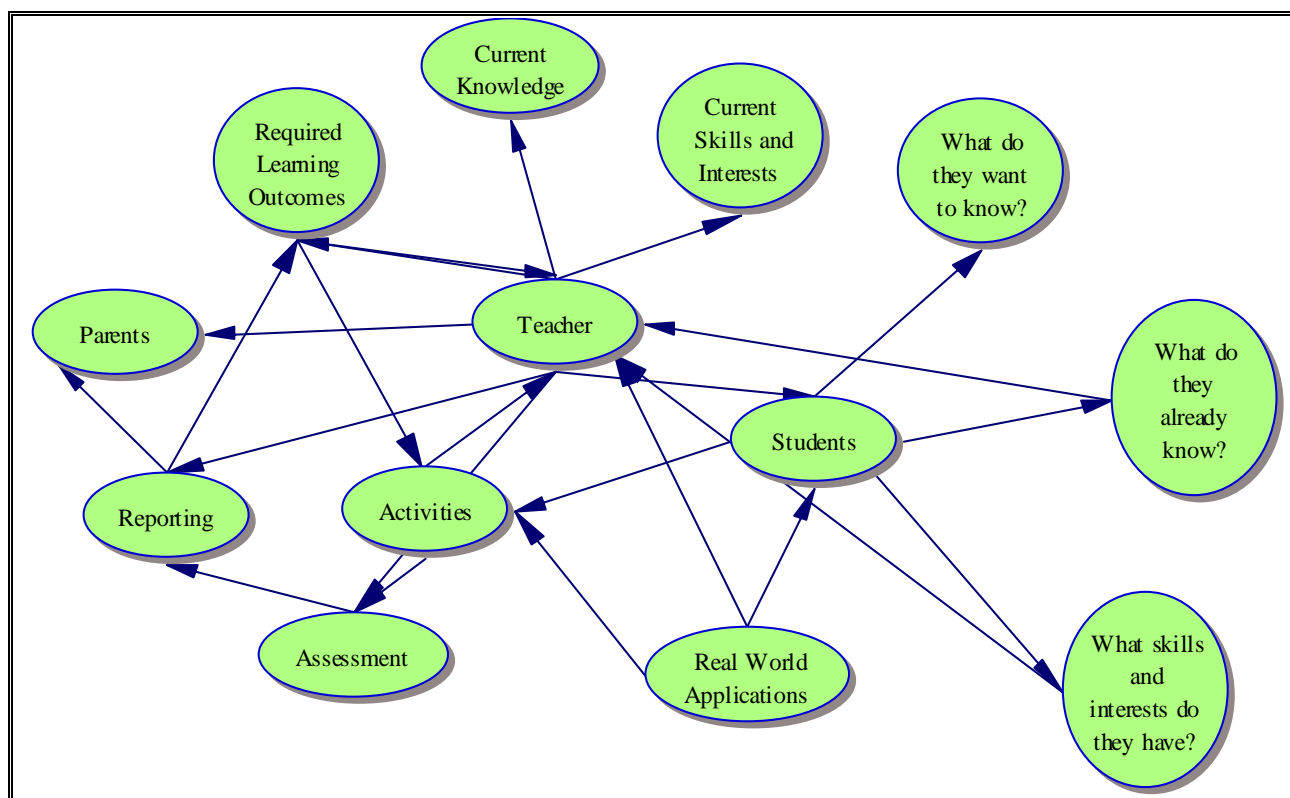 Current
Knowledge
Required
Learning
Outcomes
Current
Skills and
Interests
What do
they want
to know?
Parents
Teacher
What do
they
already
know?
Students
Reporting
Activities
Assessment
Real World
Applications
What skills
and
interests do
they have?